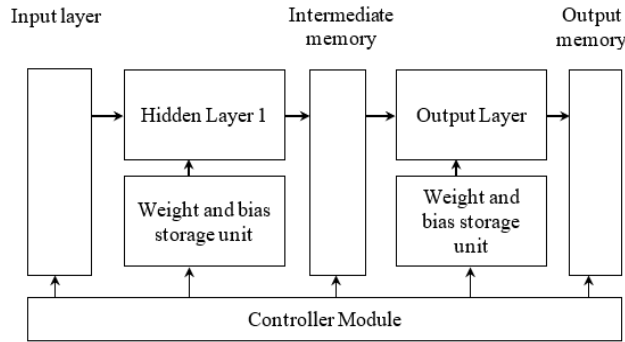 Input layer
Intermediate
memory
Output
memory
Hidden Layer 1
Output Layer
Weight and bias
storage unit
Weight and
bias storage
unit
Controller Module